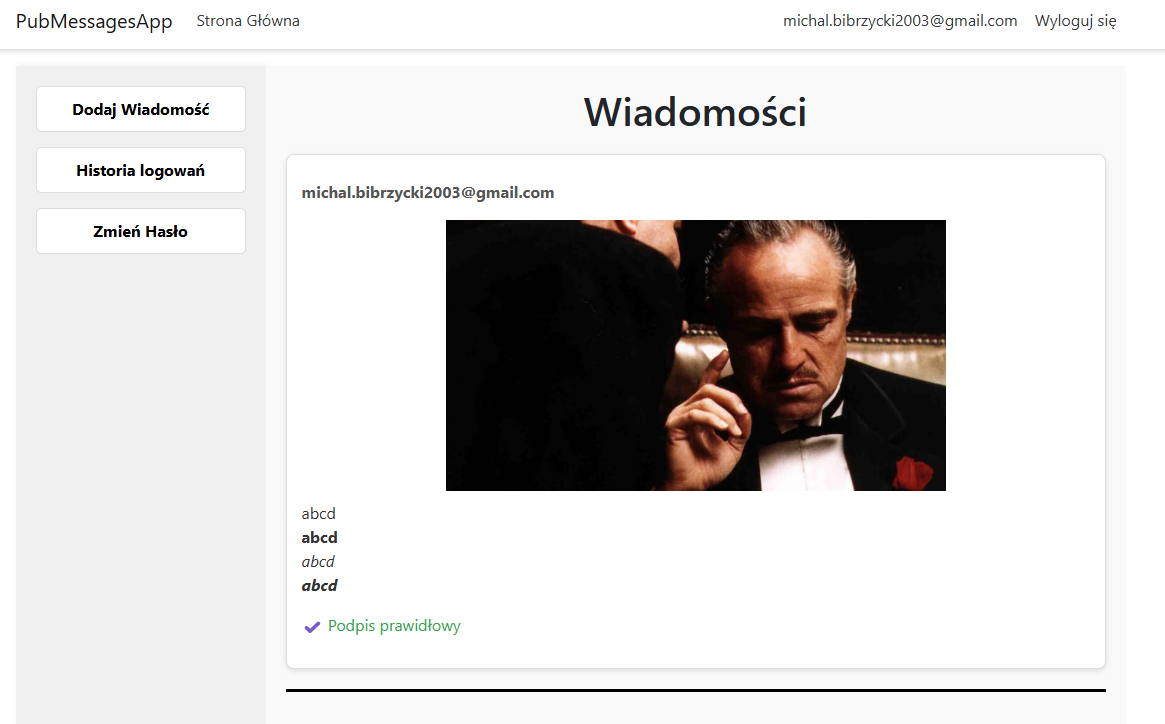 PubMessagesApp Strona Główna michal.bibrzycki2003@gmail.com Wyloguj się
Dodaj Wiadomość
Historia logowań
Zmień Hasło
Wiadomości
michal.bibrzycki2003@gmail.com
abcd
abcd
abcd
abcd
Podpis prawidłowy